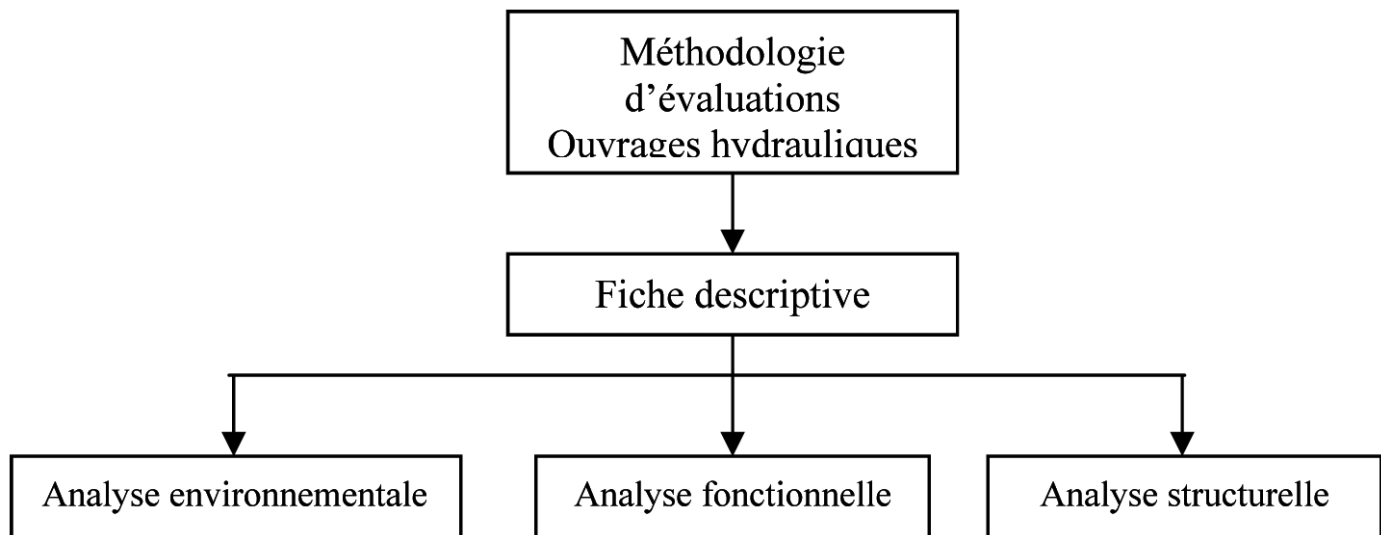 Méthodologie
d’évaluations
Ouvrages hydrauliques
Fiche descriptive
Analyse environnementale
Analyse fonctionnelle
Analyse structurelle